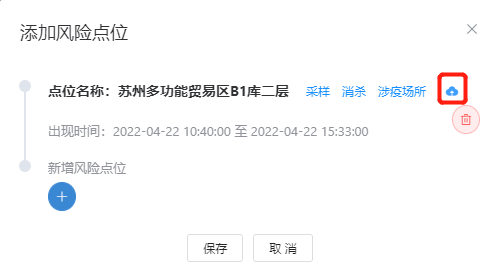 添加风险点位
点位名称：苏州多功能贸易区B1库二层 采样 消杀 涉疫场所
出现时间：2022-04-22 10:40:00 至 2022-04-22 15:33:00
新增风险点位
保存 取 消